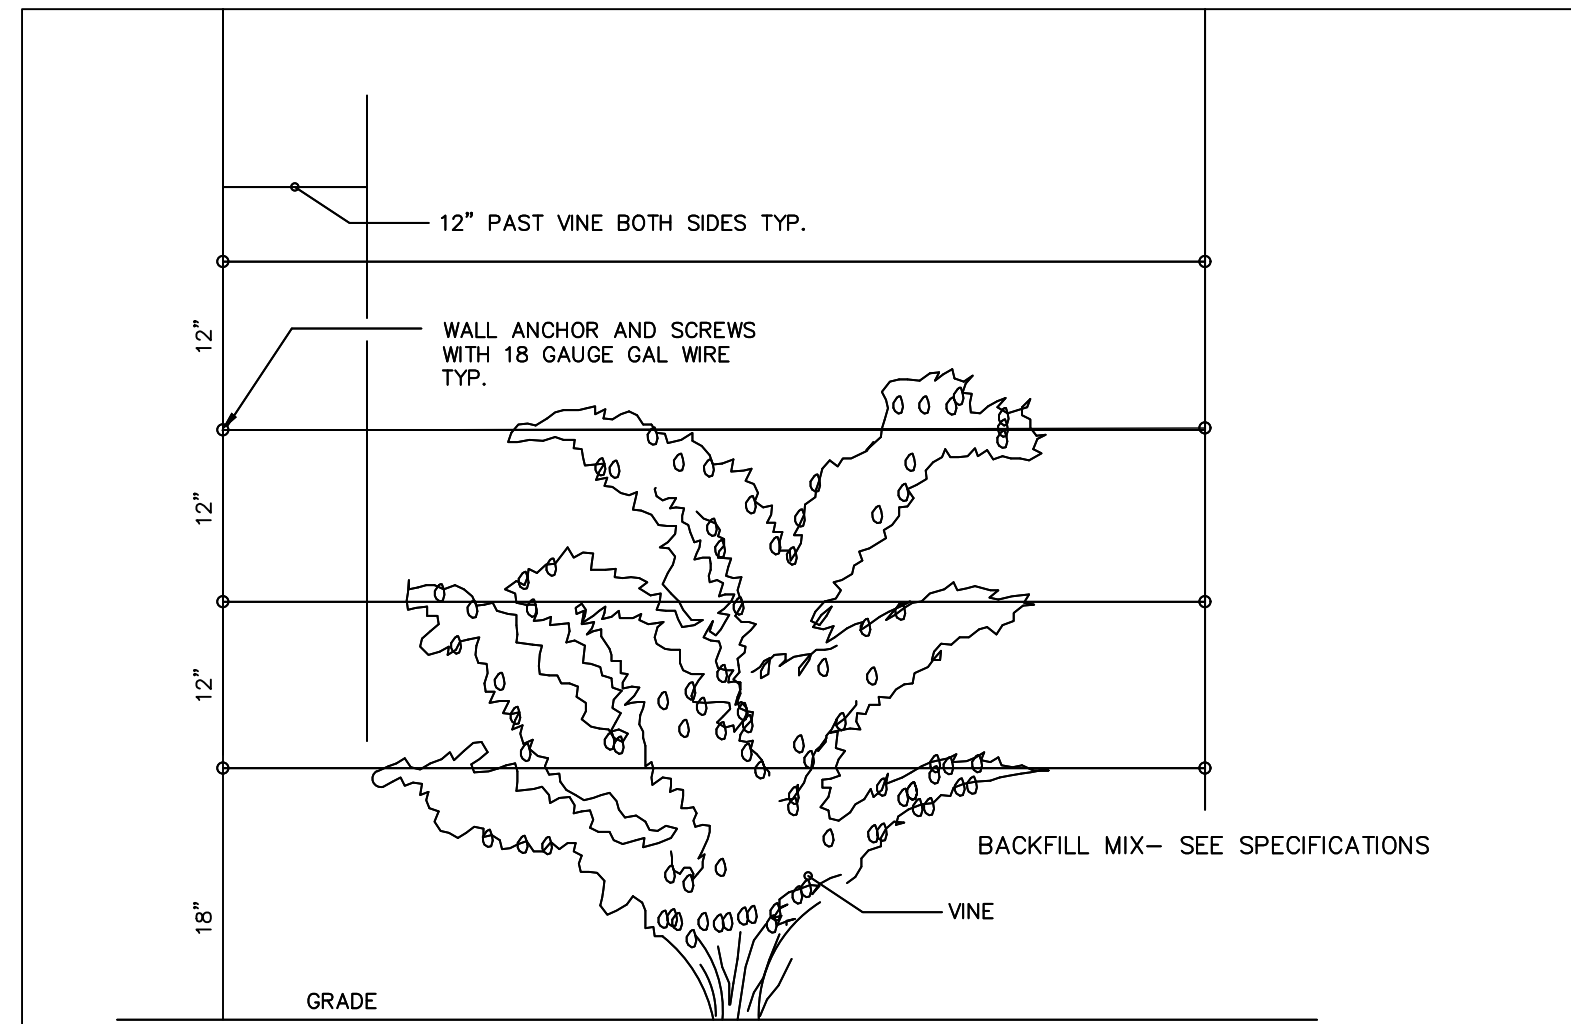 12” PAST VINE BOTH SIDES TYP.
12”
WALL ANCHOR AND SCREWS
WITH 18 GAUGE GAL WIRE
TYP.
12”
12”
BACKFILL MIX– SEE SPECIFICATIONS
18”
VINE
GRADE